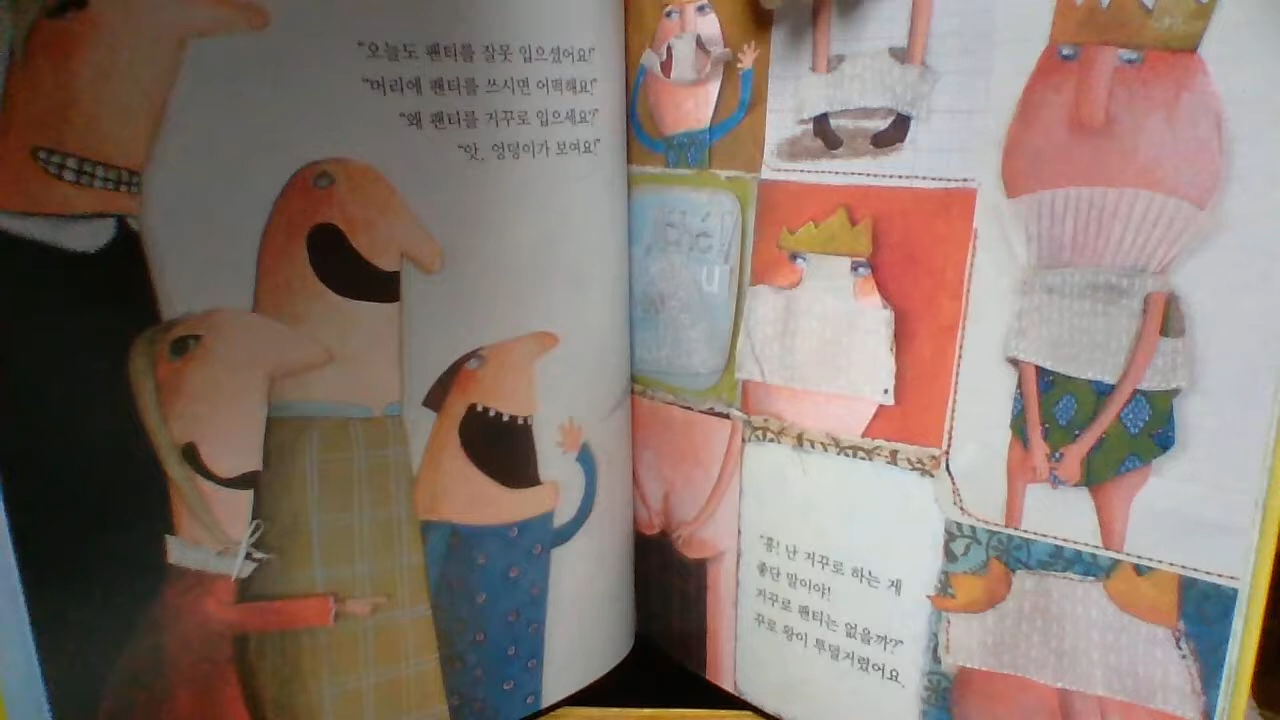 "오늘도 팬티를 잘못 입으셨어요!"
"머리에 팬티를 쓰시면 어떡해요!"
"왜 팬티를 거꾸로 입으세요?"
"앗, 엉덩이가 보여요!"
"흥! 난 거꾸로 하는 게
좋단 말이야!
거꾸로 팬티는 없을까?"
꾸로 왕이 투덜거렸어요.